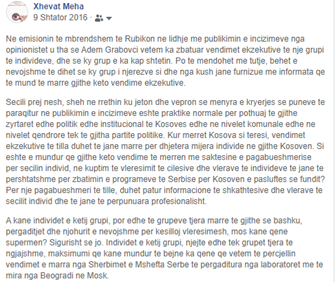 Xhevat Meha
9 Shtator 2016 ·
Ne emisionin te mbrendshem te Rubikon ne lidhje me publikimin e incizimeve nga
opinionistet u tha se Adem Grabovci vetem ka zbatuar vendimet ekzekutive te nje grupi
te individeve, dhe se ky grup e ka kap shtetin. Po te mendohet me tutje, behet e
nevojshme te dihet se ky grup i njerezve si dhe nga kush jane furnizue me informata qe
te mund te marre gjithe keto vendime ekzekutive.
Secili prej nesh, sheh ne rrethin ku jeton dhe vepron se menyra e kryerjes se puneve te
paraqitur ne publikimin e incizimeve eshte praktike normale per pothuaj te gjithe
zyrtaret edhe politik edhe institucional te Kosoves edhe ne nivelet komunale edhe ne
nivelet qendrore tek te gjitha partite politike. Kur merret Kosova si teresi, vendimet
ekzekutive te tilla duhet te jane marre per dhjetera mijera individe ne gjithe Kosoven. Si
eshte e mundur qe gjithe keto vendime te merren me saktesine e pagabueshmerise
per secilin individ, ne kuptim te vleresimit te cilesive dhe vlerave te individeve te jane te
pershtatshme per zbatimin e programeve te Serbise per Kosoven e pasluftes se fundit?
Per nje pagabueshmeri te tille, duhet patur informacione te shkathtesive dhe vlerave te
secilit individ dhe te jane te perpunuara profesionalisht.
A kane individet e ketij grupi, por edhe te grupeve tjera marre te gjithe se bashku,
pergaditjet dhe njohurit e nevojshme per kesilloj vleresimesh, mos kane qene
supermen? Sigurisht se jo. Individet e ketij grupi, njejte edhe tek grupet tjera te
ngjajshme, maksimumi qe kane mundur te bejne ka qene qe vetem te percjellin
vendimet e marra nga Sherbimet e Mshefta Serbe te pergaditura nga laboratoret me te
mira nga Beogradi ne Mosk.